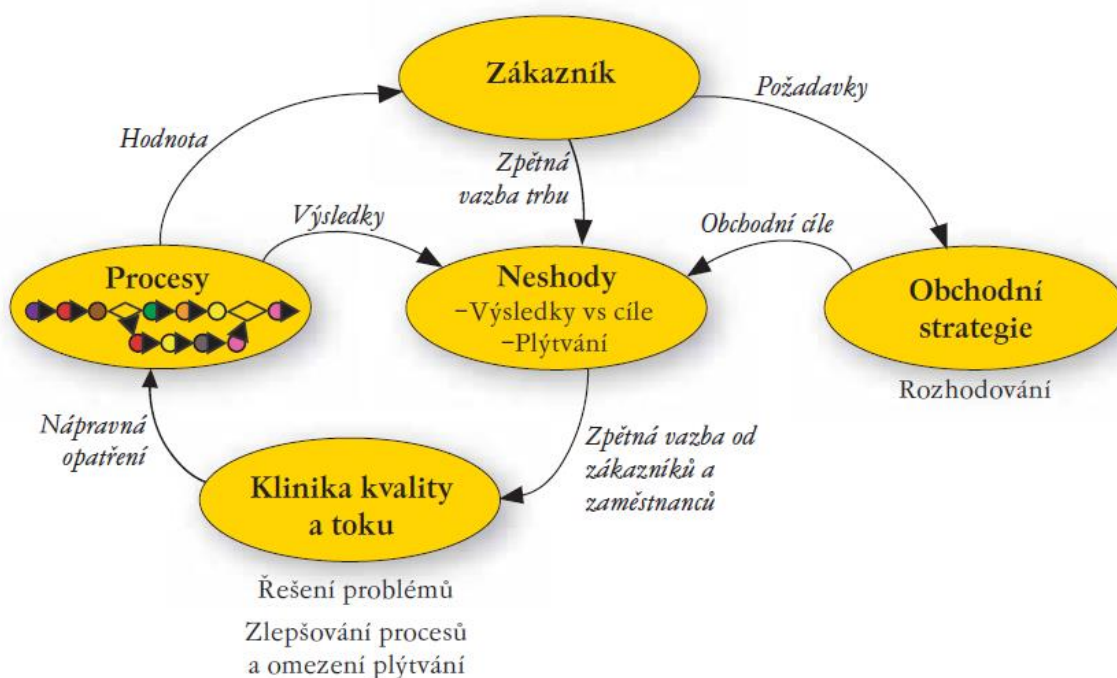 Zákazník
Požadavky
Hodnota
Zpětná
vazba trhu
Výsledky
Obchodní cíle
Procesy
Neshody
–Výsledky vs cíle
–Plýtvání
Obchodní
strategie
Rozhodování
Nápravná
opatření
Zpětná vazba od
zákazníků a
zaměstnanců
Klinika kvality
a toku
Řešení problémů
Zlepšování procesů
a omezení plýtvání